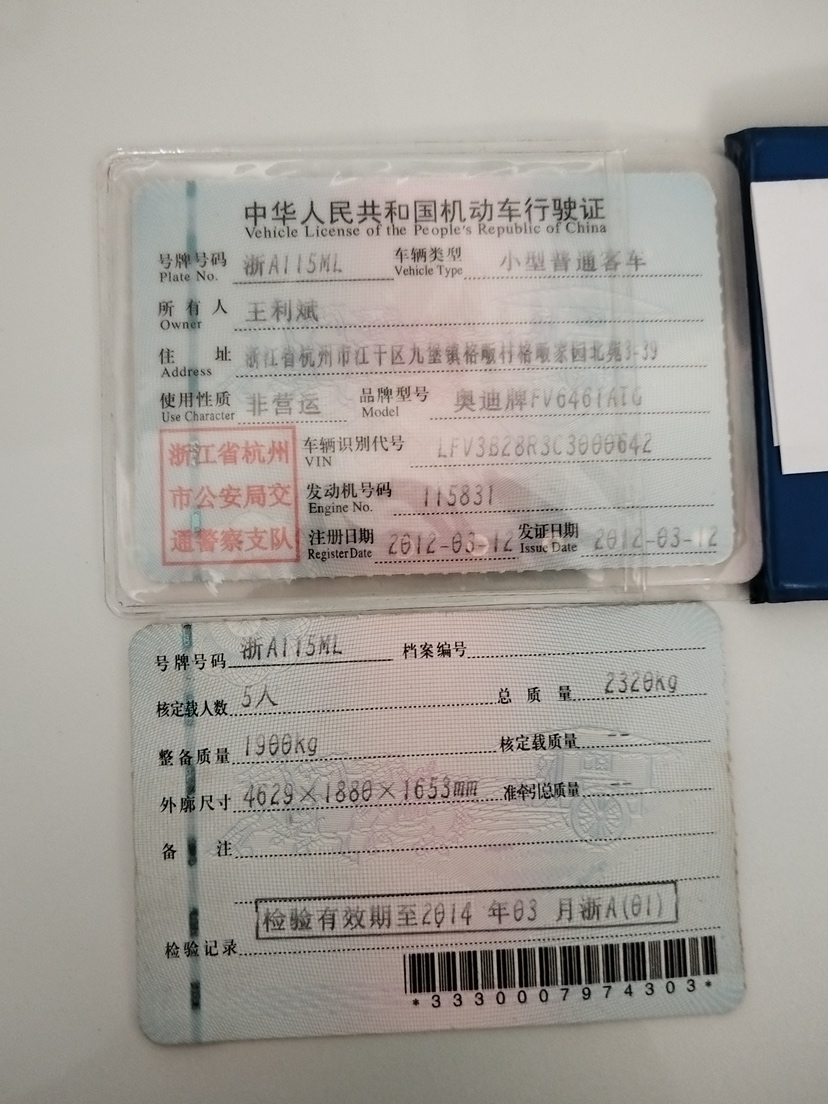 中华人民共和国机动车行驶证
Vehicle License of the People's Republic of China
号牌号码 浙A115ML 车辆类型 小型普通客车
Plate No. Vehicle Type
所有人 王利斌
Owner
住址 浙江省杭州市江干区九堡镇格畈村格畈家园北苑3-39
Address
使用性质 非营运 品牌型号 奥迪牌FV6461ATG
Use Character Model
浙江省杭州 车辆识别代号 LFV3B28R3C3000642
VIN
市公安局交 发动机号码 115831
Engine No.
通警察支队 注册日期 2012-03-12 发证日期 2012-03-12
Register Date Issue Date
号牌号码 浙A115ML 档案编号
核定载人数 5人 总质量 2320kg
整备质量 1900kg 核定载质量 --
外廓尺寸 4629×1880×1653mm 准牵引总质量 --
备注
检验有效期至2014 年03 月浙A(01)
检验记录
*3330007974303*